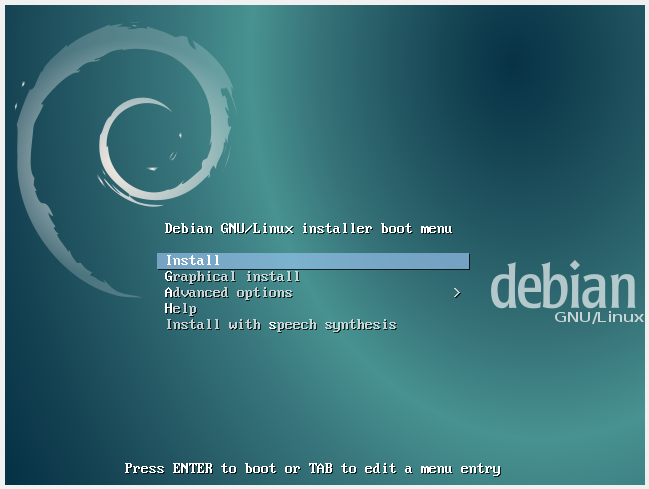 Debian GNU/Linux installer boot menu
Install
Graphical install
Advanced options >
Help
Install with speech synthesis
debian
GNU/Linux
Press ENTER to boot or TAB to edit a menu entry